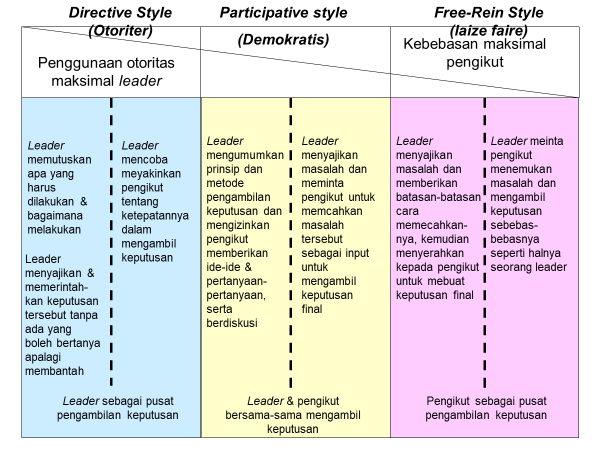 Directive Style
(Otoriter)
Participative style
(Demokratis)
Free-Rein Style
(laize faire)
Penggunaan otoritas
maksimal leader
Kebebasan maksimal
pengikut
Leader
memutuskan
apa yang
harus
dilakukan &
bagaimana
melakukan
Leader
menyajikan &
memerintah-
kan keputusan
tersebut tanpa
ada yang
boleh bertanya
apalagi
membantah
Leader
mencoba
meyakinkan
pengikut
tentang
ketepatannya
dalam
mengambil
keputusan
Leader sebagai pusat
pengambilan keputusan
Leader
mengumumkan
prinsip dan
metode
pengambilan
keputusan dan
mengizinkan
pengikut
memberikan
ide-ide &
pertanyaan-
pertanyaan,
serta
berdiskusi
Leader
menyajikan
masalah dan
meminta
pengikut untuk
memcahkan
masalah
tersebut
sebagai input
untuk
mengambil
keputusan
final
Leader & pengikut
bersama-sama mengambil
keputusan
Leader
menyajikan
masalah dan
memberikan
batasan-batasan
cara
memecahkan-
nya, kemudian
menyerahkan
kepada pengikut
untuk mebuat
keputusan final
Leader meinta
pengikut
menemukan
masalah dan
mengambil
keputusan
sebebas-
bebasnya
seperti halnya
seorang leader
Pengikut sebagai pusat
pengambilan keputusan